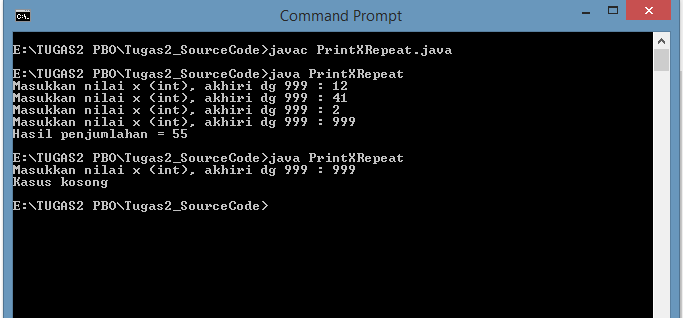 Command Prompt
E:\TUGAS2 PBO\Tugas2_SourceCode>javac PrintXRepeat.java
E:\TUGAS2 PBO\Tugas2_SourceCode>java PrintXRepeat
Masukkan nilai x (int), akhiri dg 999 : 12
Masukkan nilai x (int), akhiri dg 999 : 41
Masukkan nilai x (int), akhiri dg 999 : 2
Masukkan nilai x (int), akhiri dg 999 : 999
Hasil penjumlahan = 55
E:\TUGAS2 PBO\Tugas2_SourceCode>java PrintXRepeat
Masukkan nilai x (int), akhiri dg 999 : 999
Kasus kosong
E:\TUGAS2 PBO\Tugas2_SourceCode>